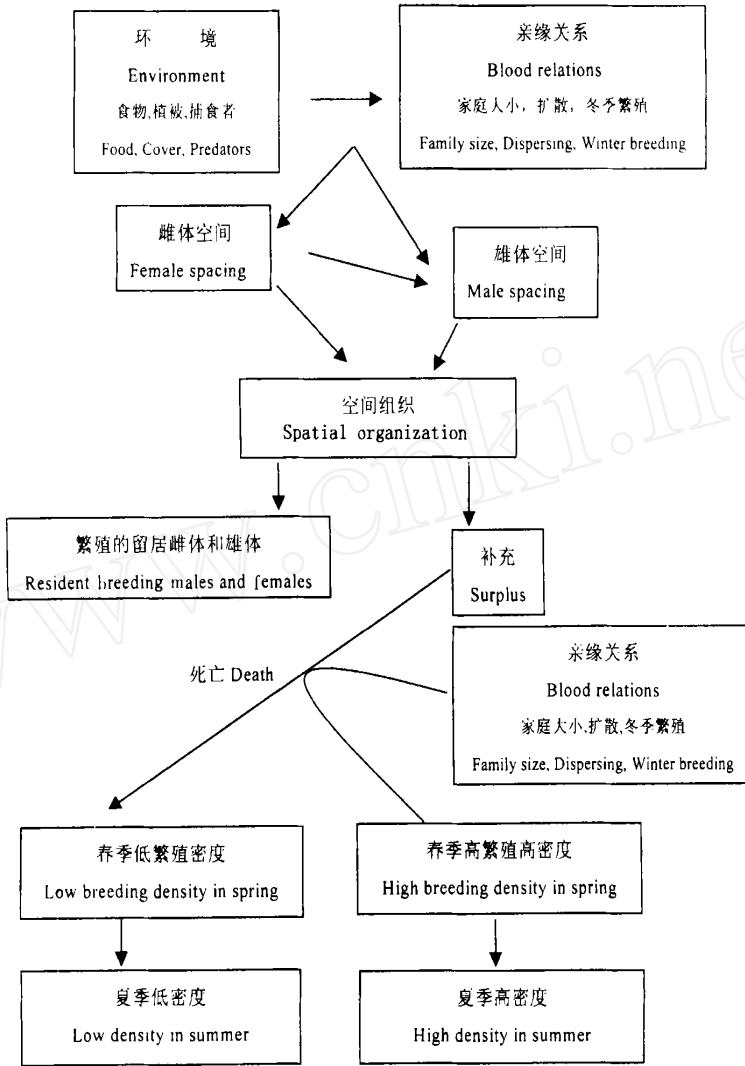 环 境
Environment
食物,植被,捕食者
Food, Cover, Predators
亲缘关系
Blood relations
家庭大小, 扩散, 冬季繁殖
Family size, Dispersing, Winter breeding
雌体空间
Female spacing
雄体空间
Male spacing
空间组织
Spatial organization
繁殖的留居雌体和雄体
Resident breeding males and females
补充
Surplus
死亡 Death
亲缘关系
Blood relations
家庭大小,扩散,冬季繁殖
Family size, Dispersing, Winter breeding
春季低繁殖密度
Low breeding density in spring
春季高繁殖高密度
High breeding density in spring
夏季低密度
Low density in summer
夏季高密度
High density in summer
www.cnki.ne